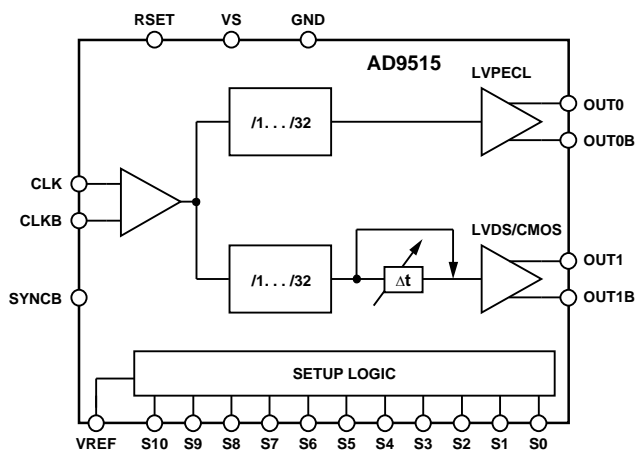 RSET VS GND
AD9515
LVPECL
OUT0
/1. . . /32
OUT0B
CLK
CLKB
LVDS/CMOS
OUT1
/1. . . /32
Δt
SYNCB
OUT1B
SETUP LOGIC
VREF S10 S9 S8 S7 S6 S5 S4 S3 S2 S1 S0